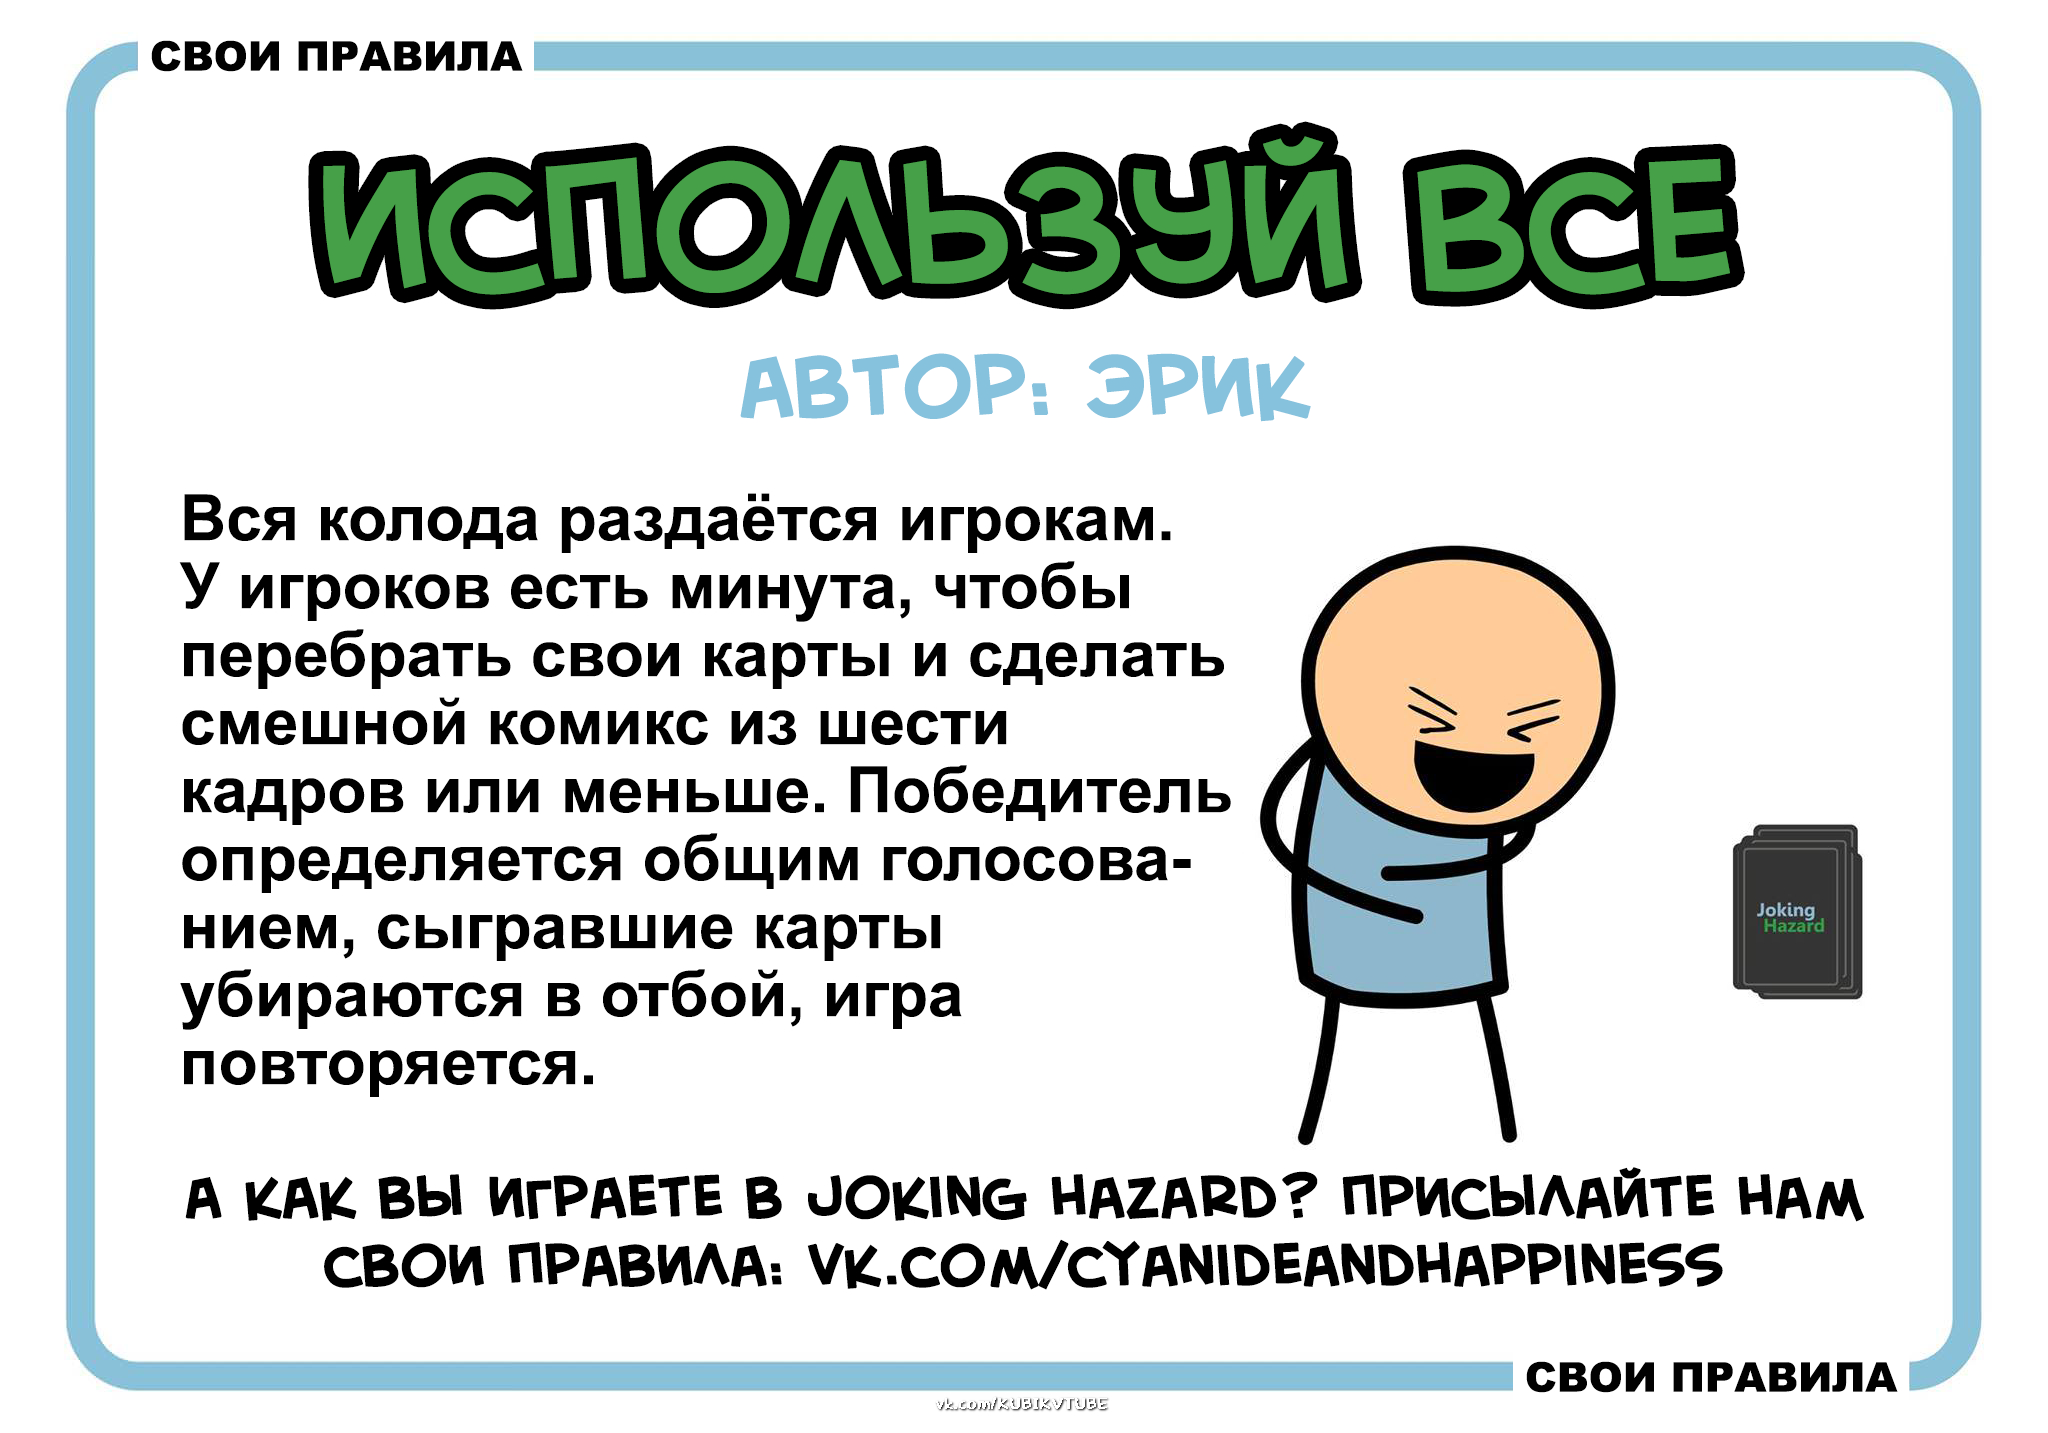 СВОИ ПРАВИЛА
ИСПОЛЬЗУЙ ВСЕ
АВТОР: ЭРИК
Вся колода раздаётся игрокам.
У игроков есть минута, чтобы
перебрать свои карты и сделать
смешной комикс из шести
кадров или меньше. Победитель
определяется общим голосова-
нием, сыгравшие карты
убираются в отбой, игра
повторяется.
Joking
Hazard
А КАК ВЫ ИГРАЕТЕ В JOKING HAZARD? ПРИСЫЛАЙТЕ НАМ
СВОИ ПРАВИЛА: VK.COM/CYANIDEANDHAPPINESS
СВОИ ПРАВИЛА
vk.com/KUBIKVTUBE